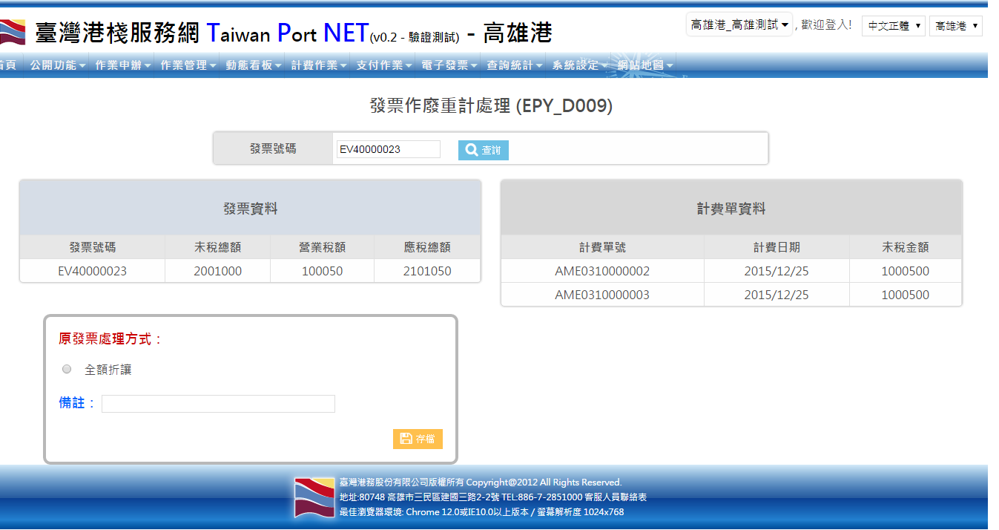 臺灣港棧服務網 Taiwan Port NET(v0.2 - 驗證測試) - 高雄港
高雄港_高雄測試 , 歡迎登入! 中文正體 高雄港
首頁 公開功能 作業申辦 作業管理 動態看板 計費作業 支付作業 電子發票 查詢統計 系統設定 網站地圖
發票作廢重計處理 (EPY_D009)
發票號碼 EV40000023 查詢
發票資料
發票號碼 未稅總額 營業稅額 應稅總額
EV40000023 2001000 100050 2101050
計費單資料
計費單號 計費日期 未稅金額
AME0310000002 2015/12/25 1000500
AME0310000003 2015/12/25 1000500
原發票處理方式：
全額折讓
備註：
存檔
臺灣港務股份有限公司版權所有 Copyright@2012 All Rights Reserved.
地址:80748 高雄市三民區建國三路2-2號 TEL:886-7-2851000 客服人員聯絡表
最佳瀏覽器環境: Chrome 12.0或IE10.0以上版本 / 螢幕解析度 1024x768